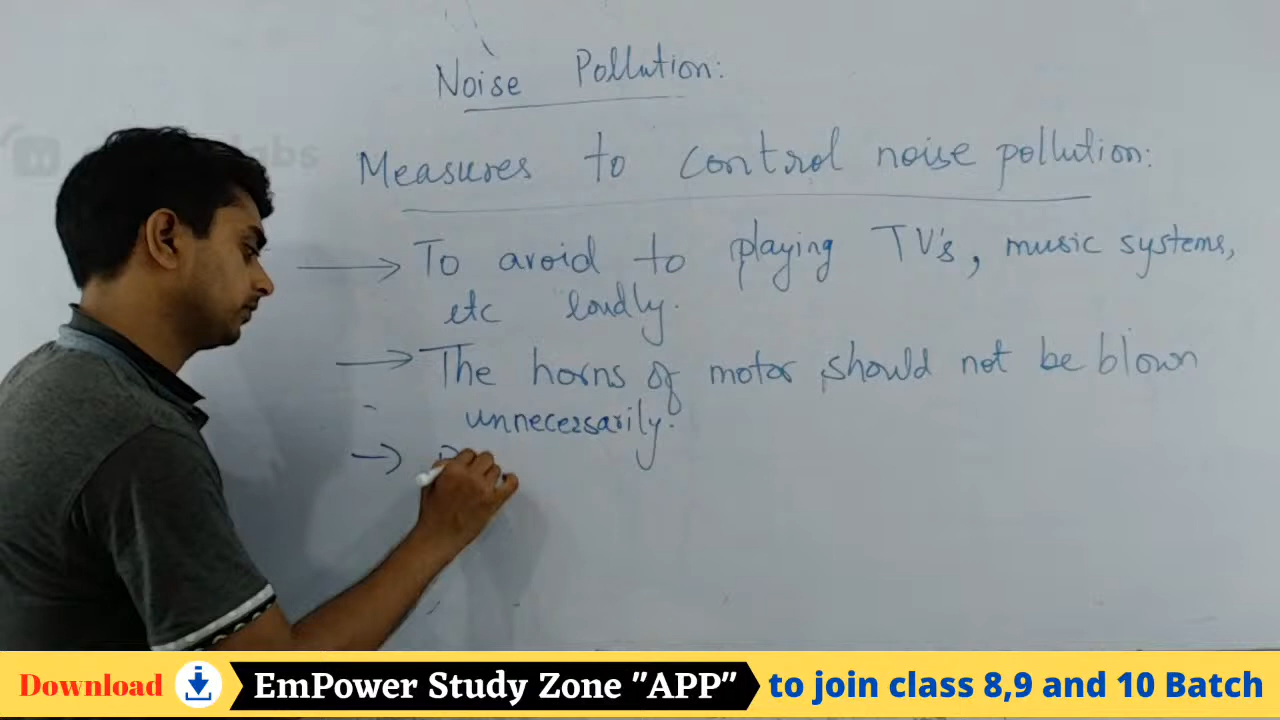 Noise Pollution:
Measures to control noise pollution:
→ To avoid to playing TV's, music systems,
etc loudly.
→ The horns of motor should not be blown
unnecessarily.
→
Download EmPower Study Zone "APP" to join class 8,9 and 10 Batch